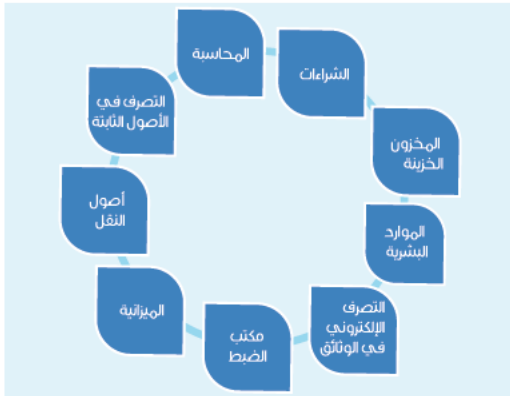 المحاسبة
الشراءات
المخزون
الخزينة
الموارد
البشرية
التصرف
الإلكتروني
في الوثائق
مكتب
الضبط
الميزانية
أصول
النقل
التصرف في
الأصول الثابتة